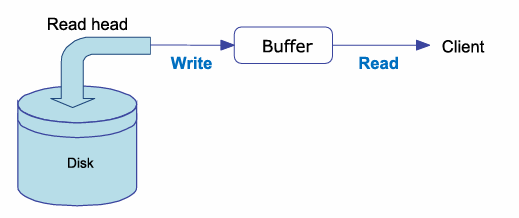 Read head
Buffer
Client
Write
Read
Disk